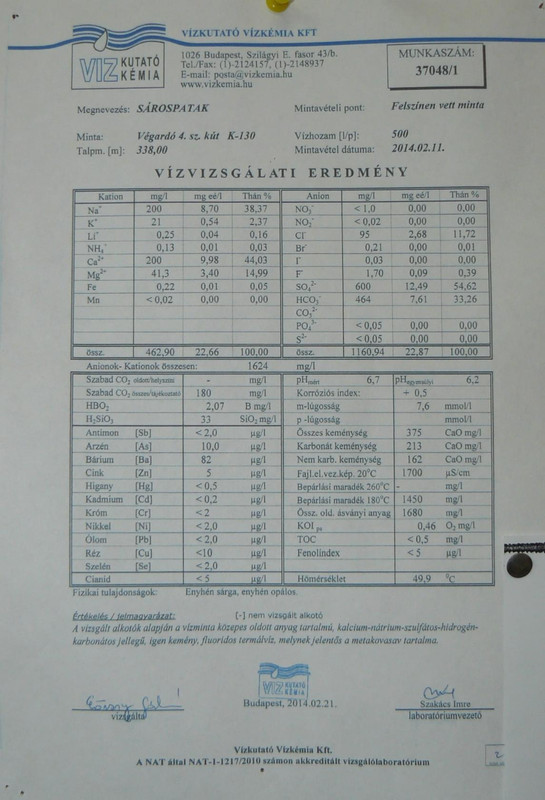 VÍZKUTATÓ VÍZKÉMIA KFT
VIZ KUTATÓ KÉMIA
1026 Budapest, Szilágyi E. fasor 43/b.
Tel./Fax: (1)-2124157, (1)-2148937
E-mail: posta@vizkemia.hu
www.vizkemia.hu
MUNKASZÁM:
37048/1
Megnevezés: SÁROSPATAK Mintavételi pont: Felszínen vett minta
Minta: Végardó 4. sz. kút K-130 Vízhozam [l/p]: 500
Talpm. [m]: 338,00 Mintavétel dátuma: 2014.02.11.
VÍZVIZSGÁLATI EREDMÉNY
Kation mg/l mg eé/l Thán % Anion mg/l mg eé/l Thán %
Na⁺ 200 8,70 38,37 NO₃⁻ < 1,0 0,00 0,00
K⁺ 21 0,54 2,37 NO₂⁻ < 0,02 0,00 0,00
Li⁺ 0,25 0,04 0,16 Cl⁻ 95 2,68 11,72
NH₄⁺ 0,13 0,01 0,03 Br⁻ 0,21 0,00 0,01
Ca²⁺ 200 9,98 44,03 I⁻ 0,03 0,00 0,00
Mg²⁺ 41,3 3,40 14,99 F⁻ 1,70 0,09 0,39
Fe 0,22 0,01 0,05 SO₄²⁻ 600 12,49 54,62
Mn < 0,02 0,00 0,00 HCO₃⁻ 464 7,61 33,26
CO₃²⁻
PO₄³⁻ < 0,05 0,00 0,00
S²⁻ < 0,05 0,00 0,00
össz. 462,90 22,66 100,00 össz. 1160,94 22,87 100,00
Anionok- Kationok összesen: 1624 mg/l
Szabad CO₂ oldott/helyszíni - mg/l pHmért 6,7 pHegyensúlyi 6,2
Szabad CO₂ összes/tájékoztató 180 mg/l Korróziós index: + 0,5
HBO₂ 2,07 B mg/l m-lúgosság 7,6 mmol/l
H₂SiO₃ 33 SiO₂ mg/l p -lúgosság mmol/l
Antimon [Sb] < 2,0 µg/l Összes keménység 375 CaO mg/l
Arzén [As] 10,0 µg/l Karbonát keménység 213 CaO mg/l
Bárium [Ba] 82 µg/l Nem karb. keménység 162 CaO mg/l
Cink [Zn] 5 µg/l Fajl.el.vez.kép. 20°C 1700 µS/cm
Higany [Hg] < 0,5 µg/l Bepárlási maradék 260°C - mg/l
Kadmium [Cd] < 0,2 µg/l Bepárlási maradék 180°C 1450 mg/l
Króm [Cr] < 2 µg/l Össz. old. ásványi anyag 1680 mg/l
Nikkel [Ni] < 2,0 µg/l KOI ps 0,46 O₂ mg/l
Ólom [Pb] < 2,0 µg/l TOC < 0,5 mg/l
Réz [Cu] <10 µg/l Fenolindex < 5 µg/l
Szelén [Se] < 2,0 µg/l
Cianid < 5 µg/l Hőmérséklet 49,9 °C
Fizikai tulajdonságok: Enyhén sárga, enyhén opálos.
Értékelés / telmagyarázat: [-] nem vizsgált alkotó
A vizsgált alkotók alapján a vízminta közepes oldott anyag tartalmú, kalcium-nátrium-szulfátos-hidrogén-
karbonátos jellegű, igen kemény, fluoridos termálvíz, melynek jelentős a metakovasav tartalma.
VIZ KUTATÓ KÉMIA
Budapest, 2014.02.21.
vizsgálta
Szakács Imre
laboratóriumvezető
Vízkutató Vízkémia Kft.
A NAT által NAT-1-1217/2010 számon akkreditált vizsgálólaboratórium
2